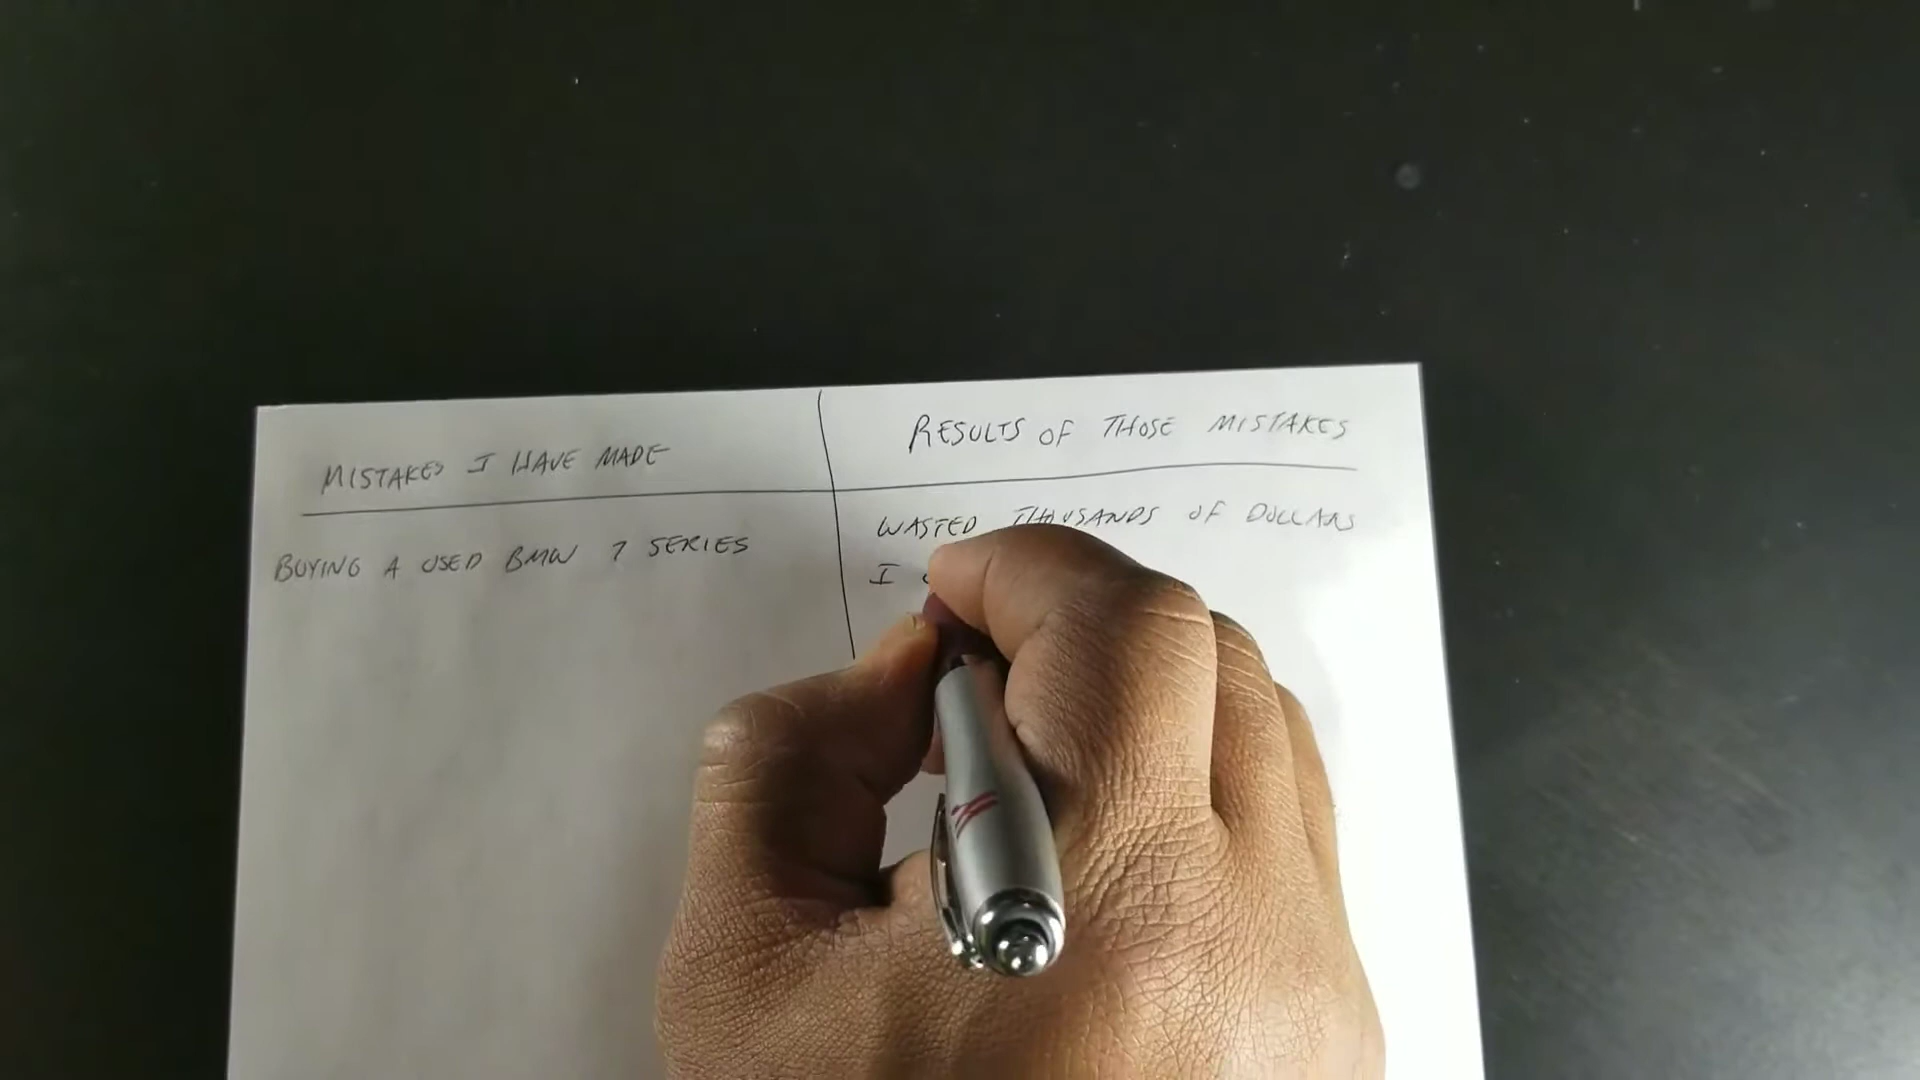 MISTAKES I HAVE MADE
RESULTS OF THOSE MISTAKES
BUYING A USED BMW 7 SERIES
WASTED THOUSANDS OF DOLLARS
I